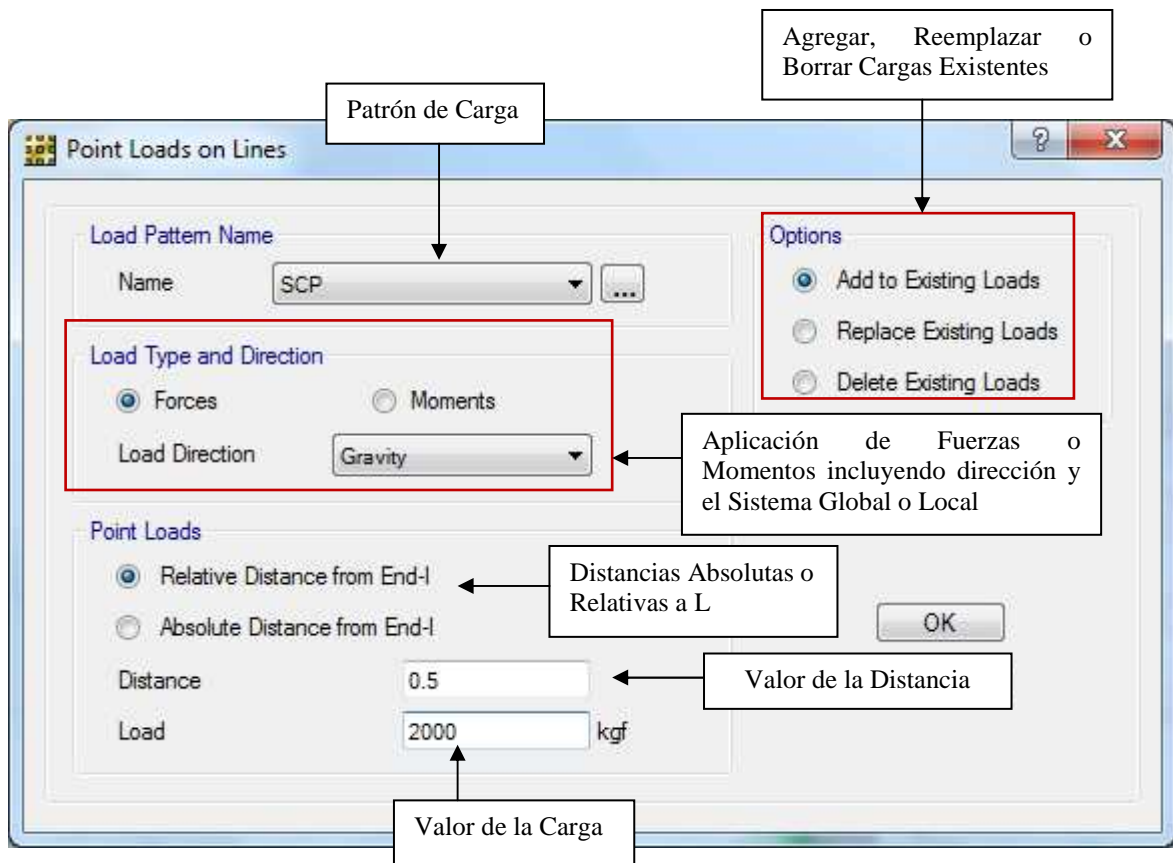 Agregar, Reemplazar o
Borrar Cargas Existentes
Patrón de Carga
Point Loads on Lines
Load Pattern Name
Name
SCP
...
Options
Add to Existing Loads
Replace Existing Loads
Delete Existing Loads
Load Type and Direction
Forces
Moments
Load Direction
Gravity
Aplicación de Fuerzas o
Momentos incluyendo dirección y
el Sistema Global o Local
Point Loads
Relative Distance from End-I
Absolute Distance from End-I
Distancias Absolutas o
Relativas a L
OK
Distance
0.5
Valor de la Distancia
Load
2000
kgf
Valor de la Carga